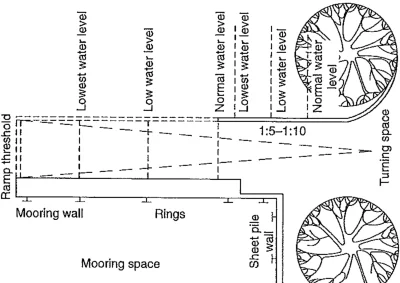 Lowest water level
Low water level
Normal water level
Lowest water level
Low water level
Normal water
level
Ramp threshold
1:5–1:10
Turning space
Mooring wall
Rings
Sheet pile
wall
Mooring space